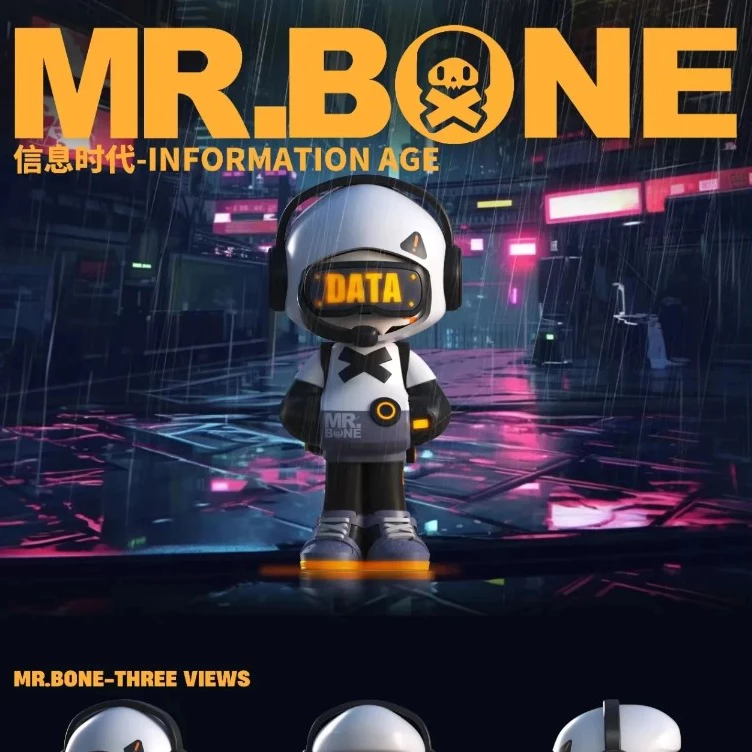 MR.BONE
信息时代-INFORMATION AGE
DATA
MR.
BONE
MR.BONE-THREE VIEWS